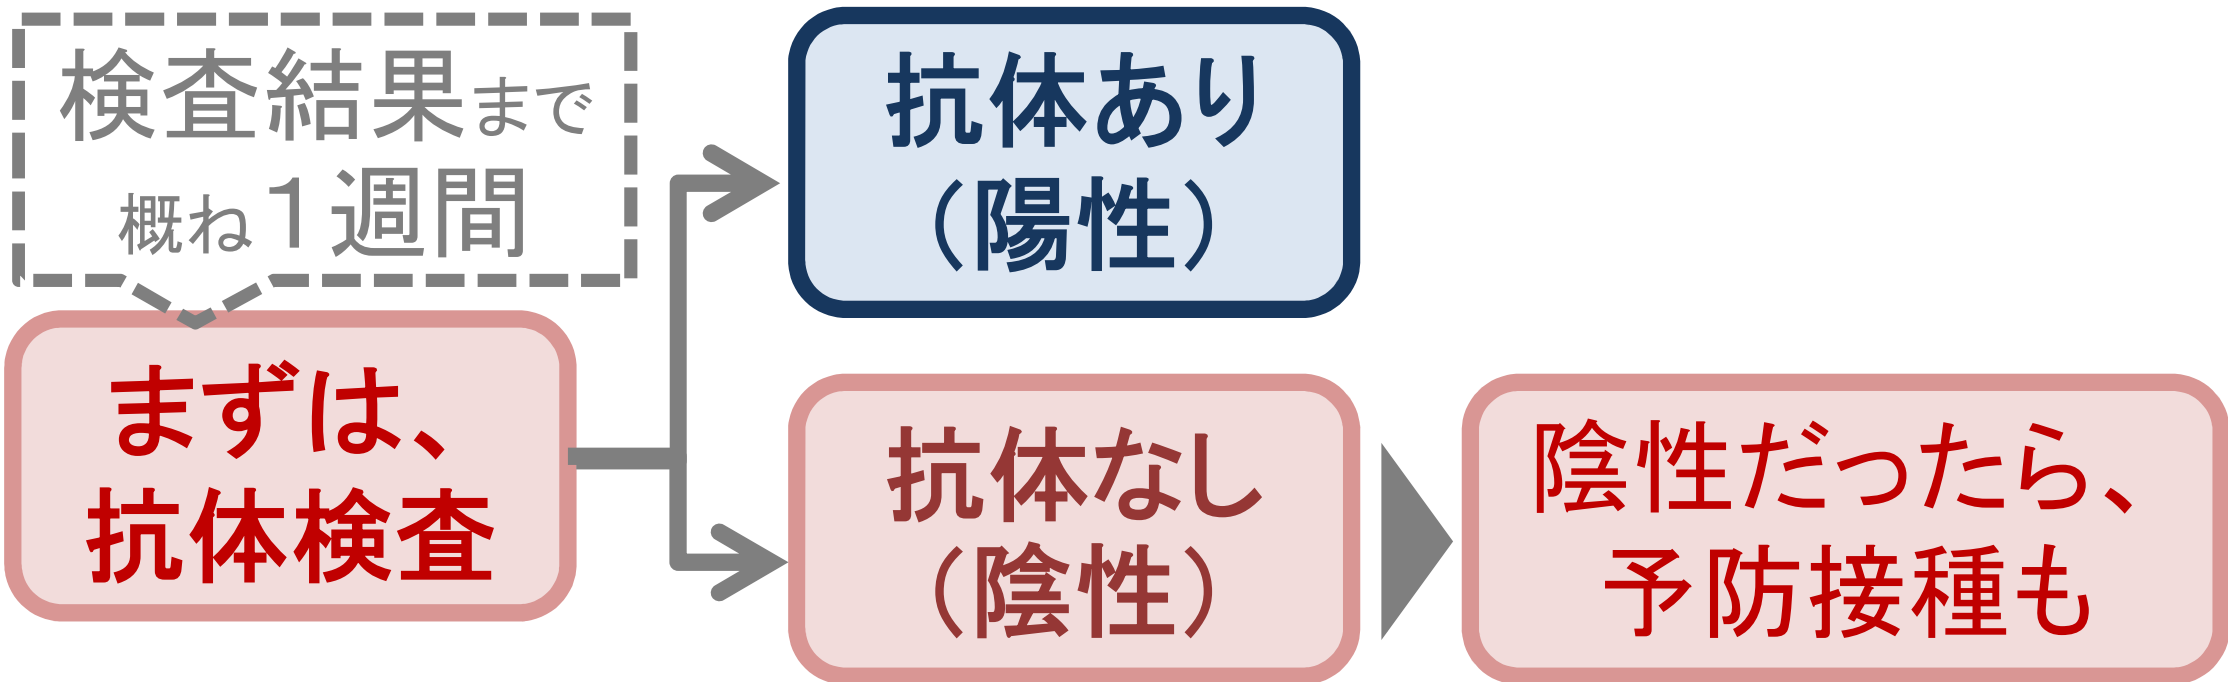 検査結果まで
概ね１週間
まずは、
抗体検査
抗体あり
（陽性）
抗体なし
（陰性）
陰性だったら、
予防接種も